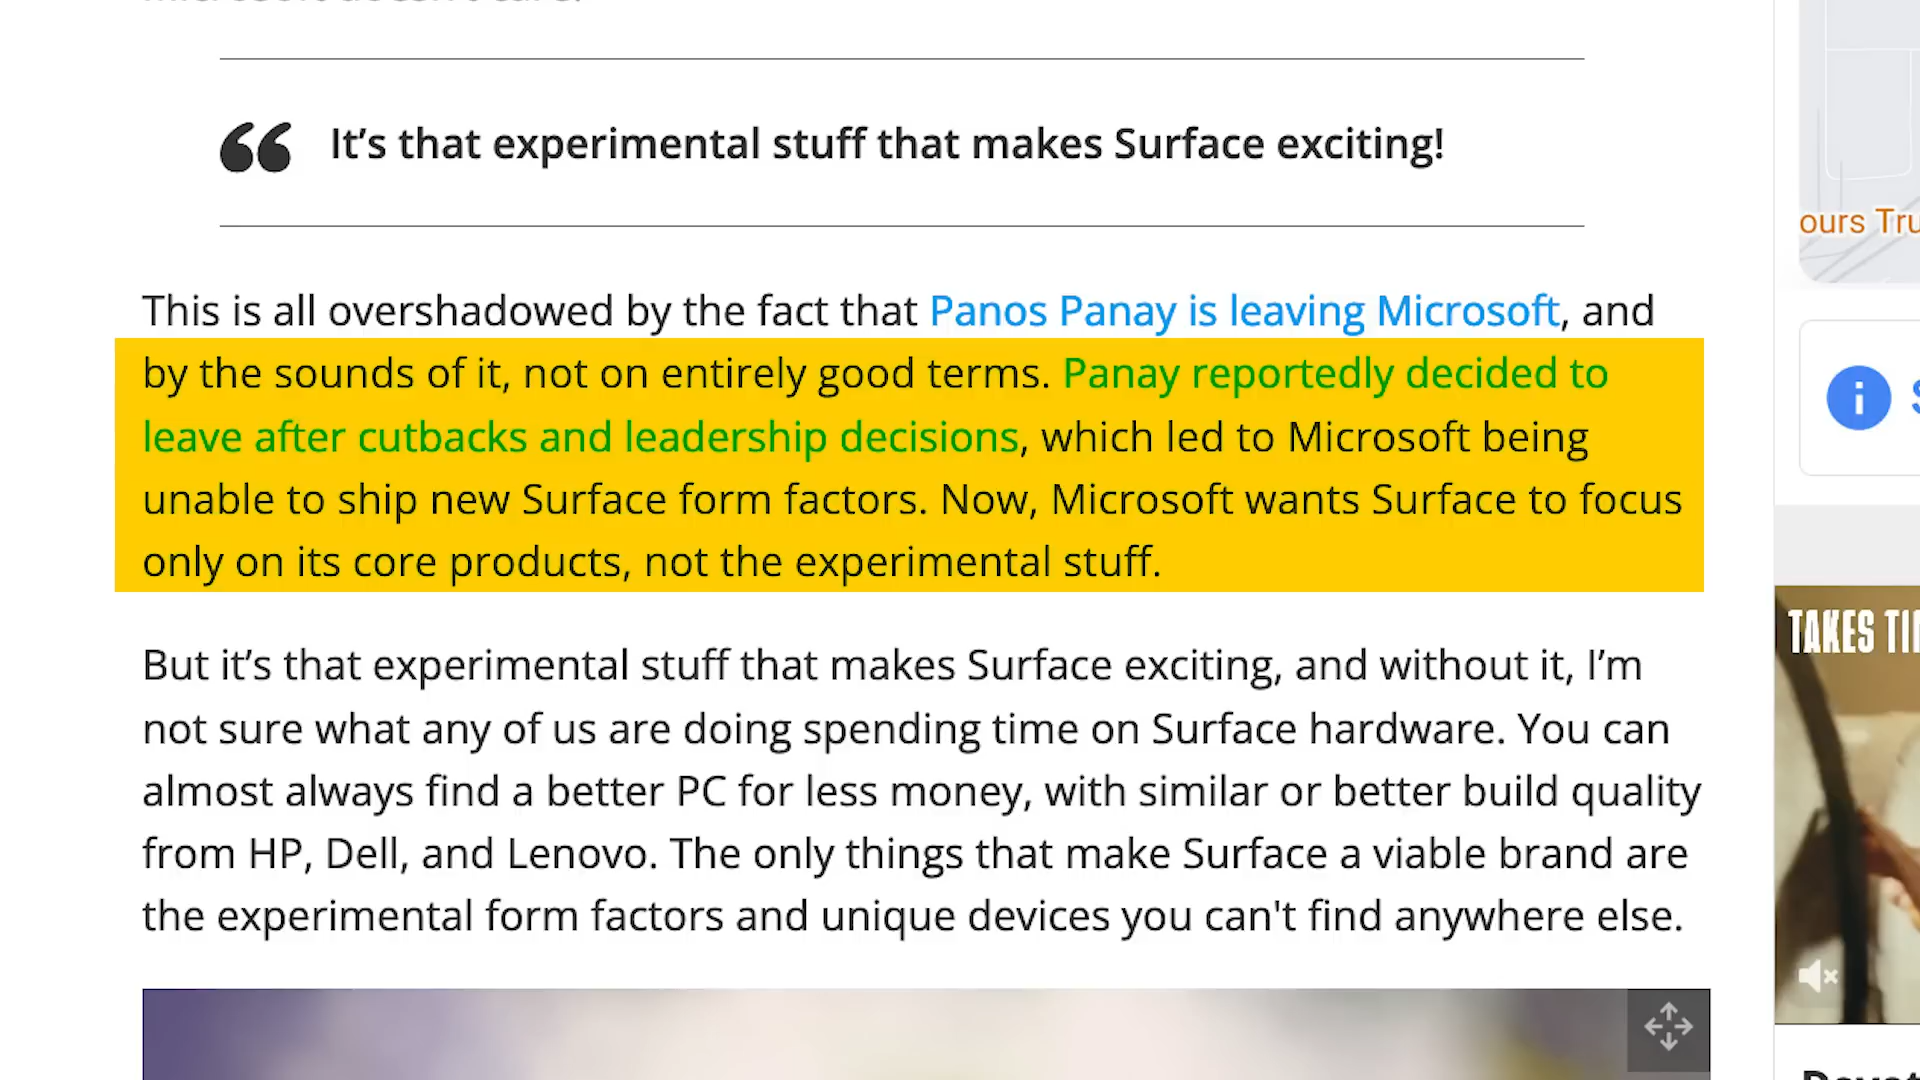 It’s that experimental stuff that makes Surface exciting!
This is all overshadowed by the fact that Panos Panay is leaving Microsoft, and
by the sounds of it, not on entirely good terms. Panay reportedly decided to
leave after cutbacks and leadership decisions, which led to Microsoft being
unable to ship new Surface form factors. Now, Microsoft wants Surface to focus
only on its core products, not the experimental stuff.
But it’s that experimental stuff that makes Surface exciting, and without it, I’m
not sure what any of us are doing spending time on Surface hardware. You can
almost always find a better PC for less money, with similar or better build quality
from HP, Dell, and Lenovo. The only things that make Surface a viable brand are
the experimental form factors and unique devices you can't find anywhere else.
ours Tru
TAKES